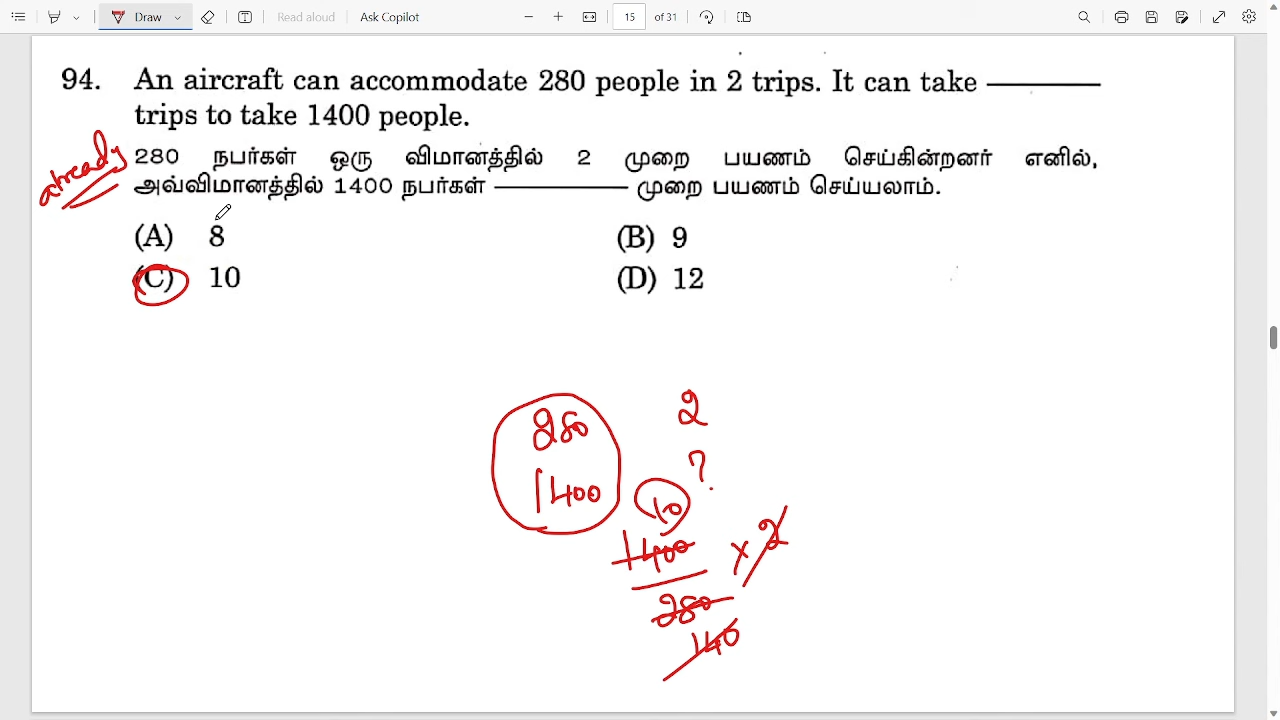 Draw Read aloud Ask Copilot 15 of 31
94. An aircraft can accommodate 280 people in 2 trips. It can take ———
trips to take 1400 people.
already
280 நபர்கள் ஒரு விமானத்தில் 2 முறை பயணம் செய்கின்றனர் எனில்,
அவ்விமானத்தில் 1400 நபர்கள் ——— முறை பயணம் செய்யலாம்.
(A) 8 (B) 9
(C) 10 (D) 12
280 2
1400 ?
10
1400 × 2
280
140